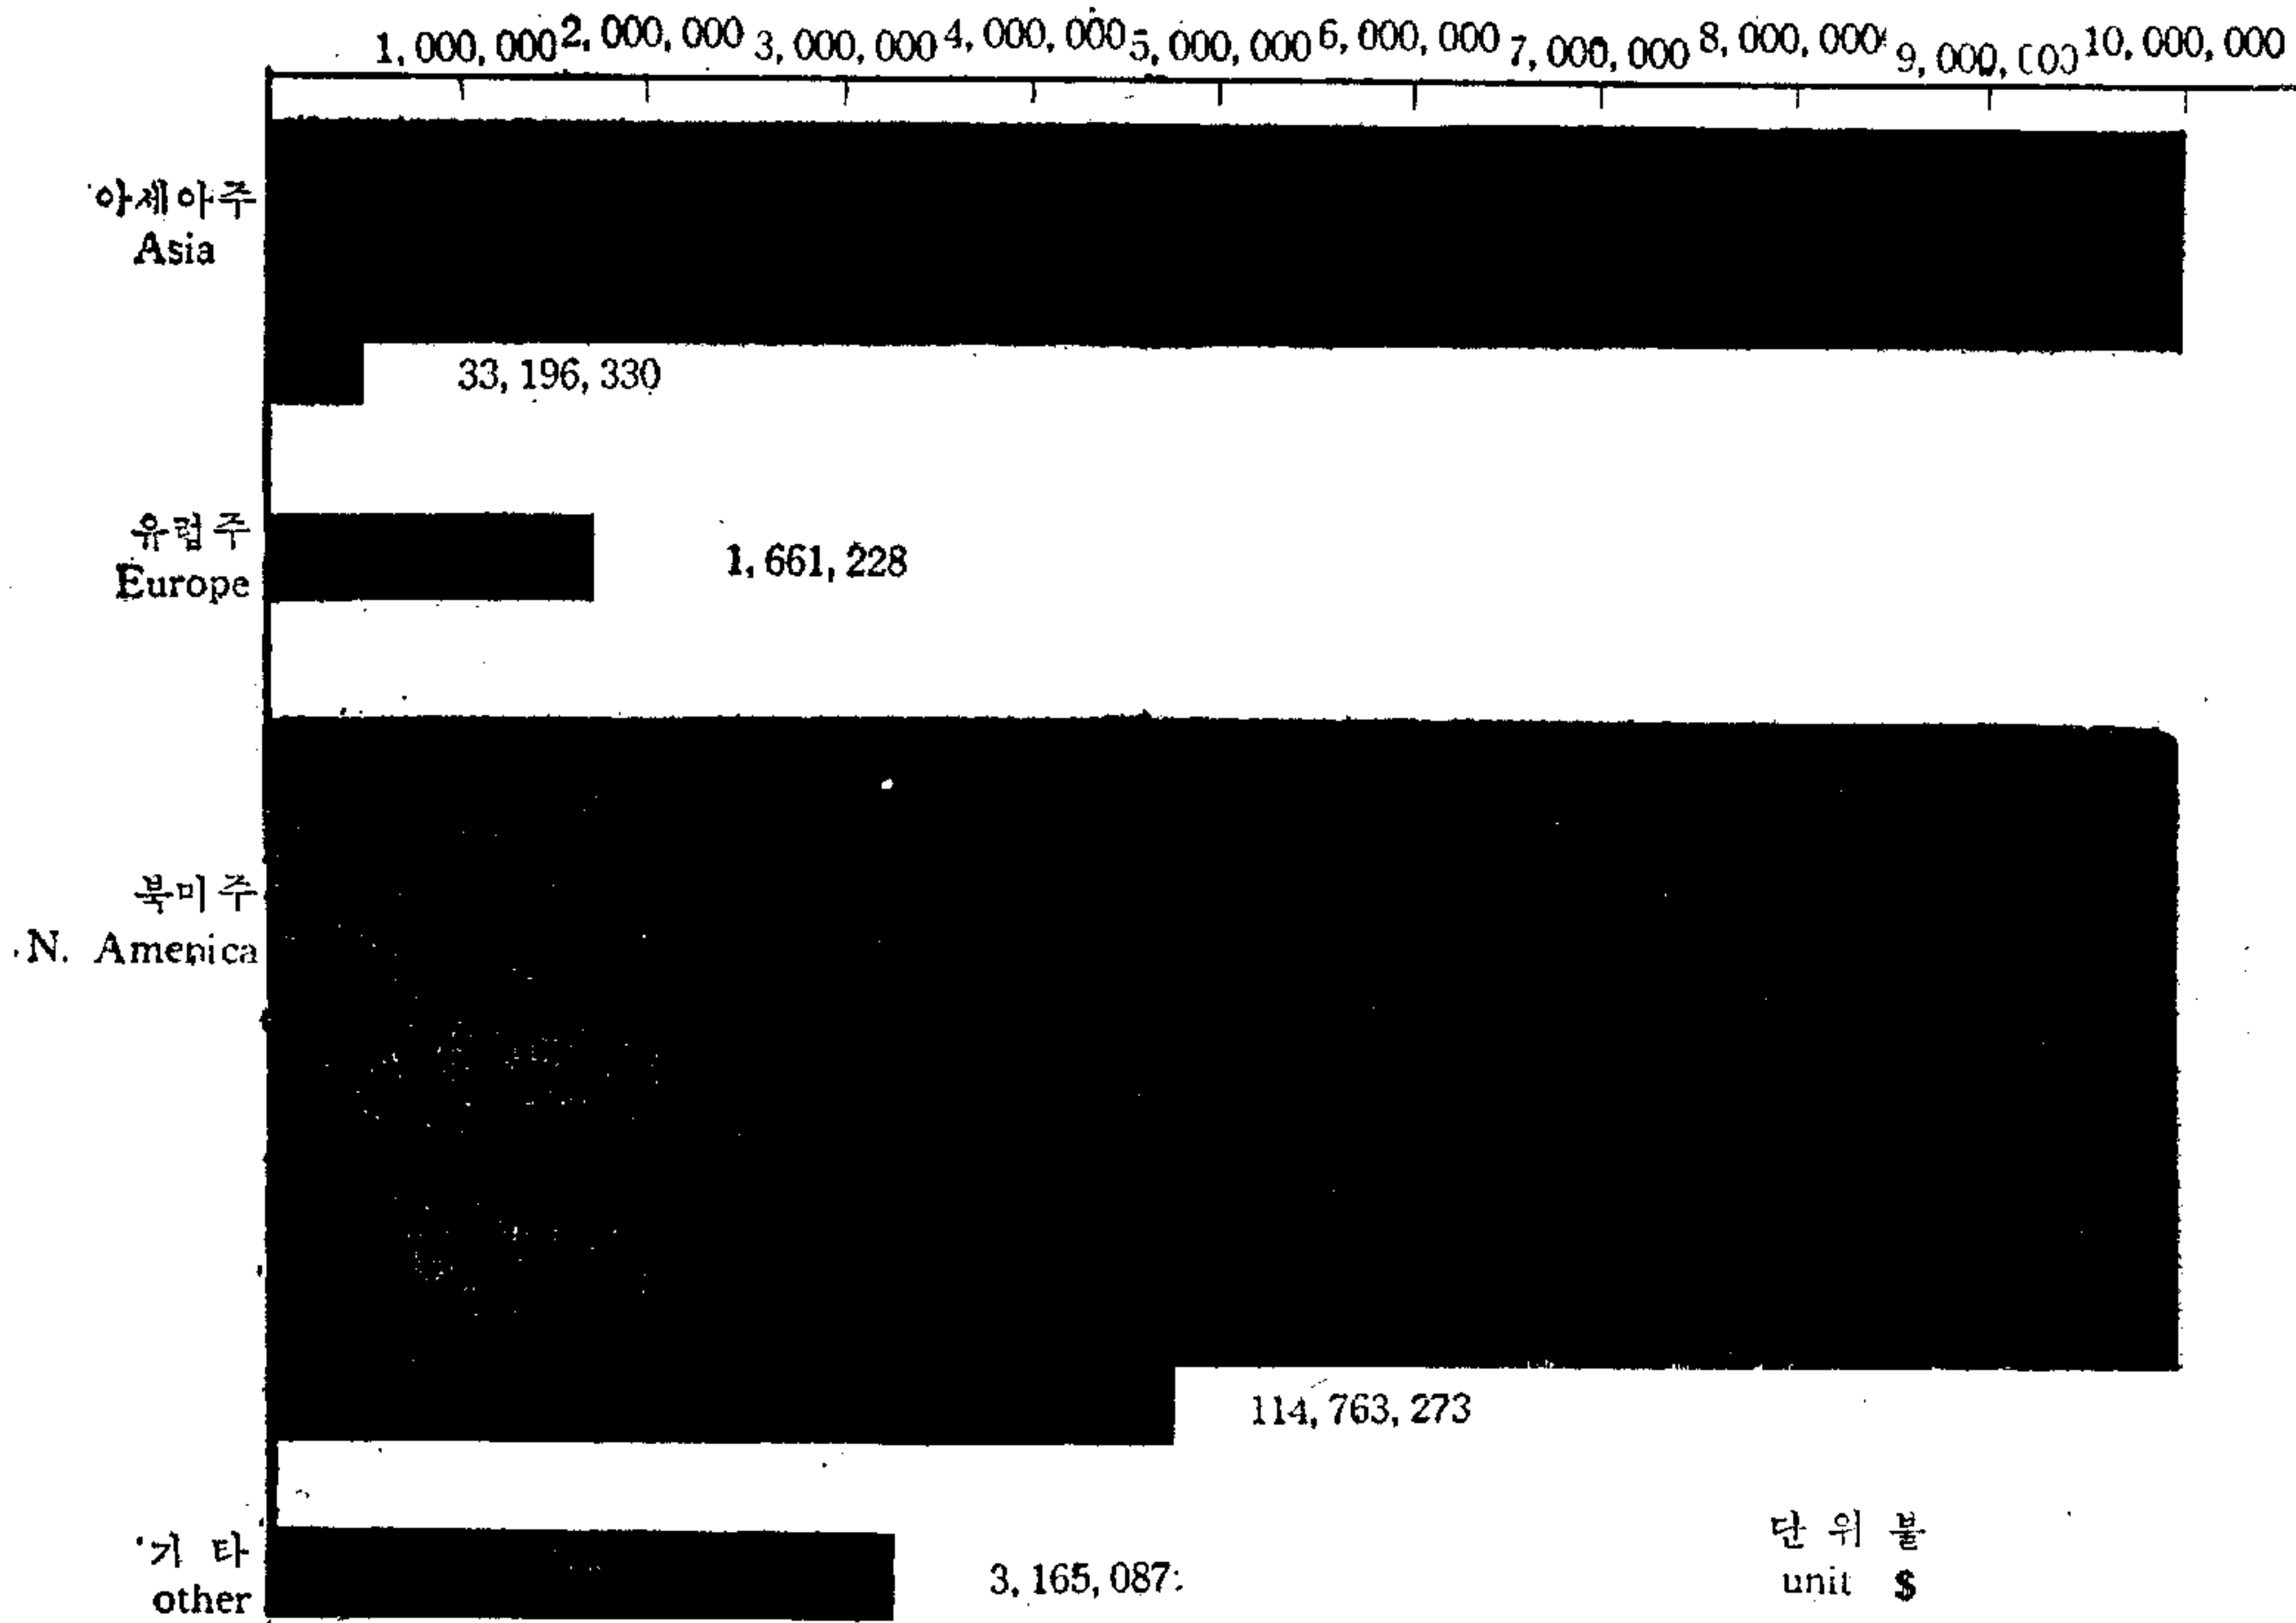 1,000,000 2,000,000 3,000,000 4,000,000 5,000,000 6,000,000 7,000,000 8,000,000 9,000,000 10,000,000
아세아주
Asia
33,196,330
유럽주
Europe
1,661,228
북미주
N. America
114,763,273
기 타
other
3,165,087
단 위 불
unit $